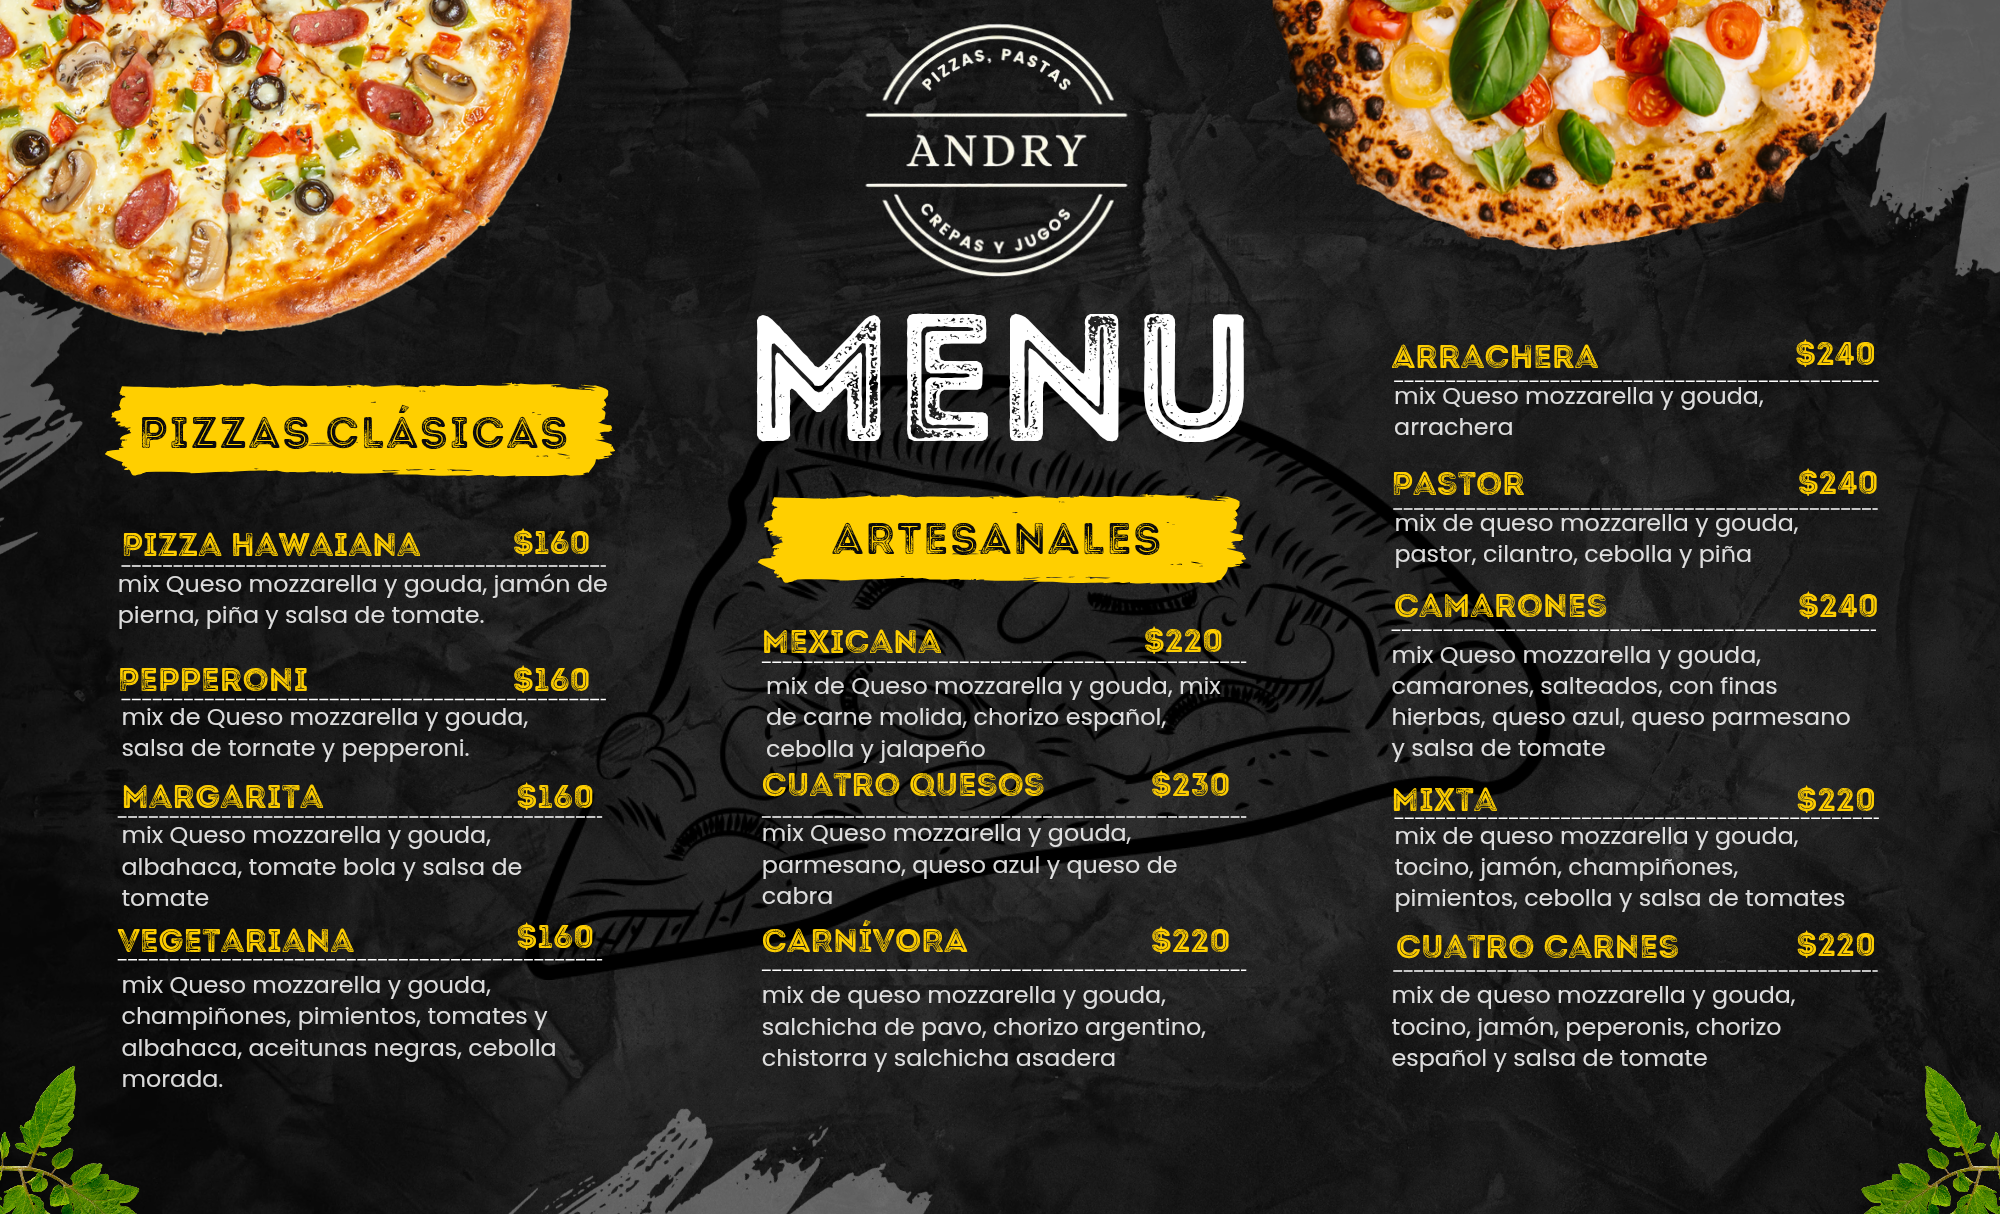 PIZZAS, PASTAS
ANDRY
CREPAS Y JUGOS
MENU
PIZZAS CLÁSICAS
PIZZA HAWAIANA $160
mix Queso mozzarella y gouda, jamón de
pierna, piña y salsa de tomate.
PEPPERONI $160
mix de Queso mozzarella y gouda,
salsa de tornate y pepperoni.
MARGARITA $160
mix Queso mozzarella y gouda,
albahaca, tomate bola y salsa de
tomate
VEGETARIANA $160
mix Queso mozzarella y gouda,
champiñones, pimientos, tomates y
albahaca, aceitunas negras, cebolla
morada.
ARTESANALES
MEXICANA $220
mix de Queso mozzarella y gouda, mix
de carne molida, chorizo español,
cebolla y jalapeño
CUATRO QUESOS $230
mix Queso mozzarella y gouda,
parmesano, queso azul y queso de
cabra
CARNÍVORA $220
mix de queso mozzarella y gouda,
salchicha de pavo, chorizo argentino,
chistorra y salchicha asadera
ARRACHERA $240
mix Queso mozzarella y gouda,
arrachera
PASTOR $240
mix de queso mozzarella y gouda,
pastor, cilantro, cebolla y piña
CAMARONES $240
mix Queso mozzarella y gouda,
camarones, salteados, con finas
hierbas, queso azul, queso parmesano
y salsa de tomate
MIXTA $220
mix de queso mozzarella y gouda,
tocino, jamón, champiñones,
pimientos, cebolla y salsa de tomates
CUATRO CARNES $220
mix de queso mozzarella y gouda,
tocino, jamón, peperonis, chorizo
español y salsa de tomate